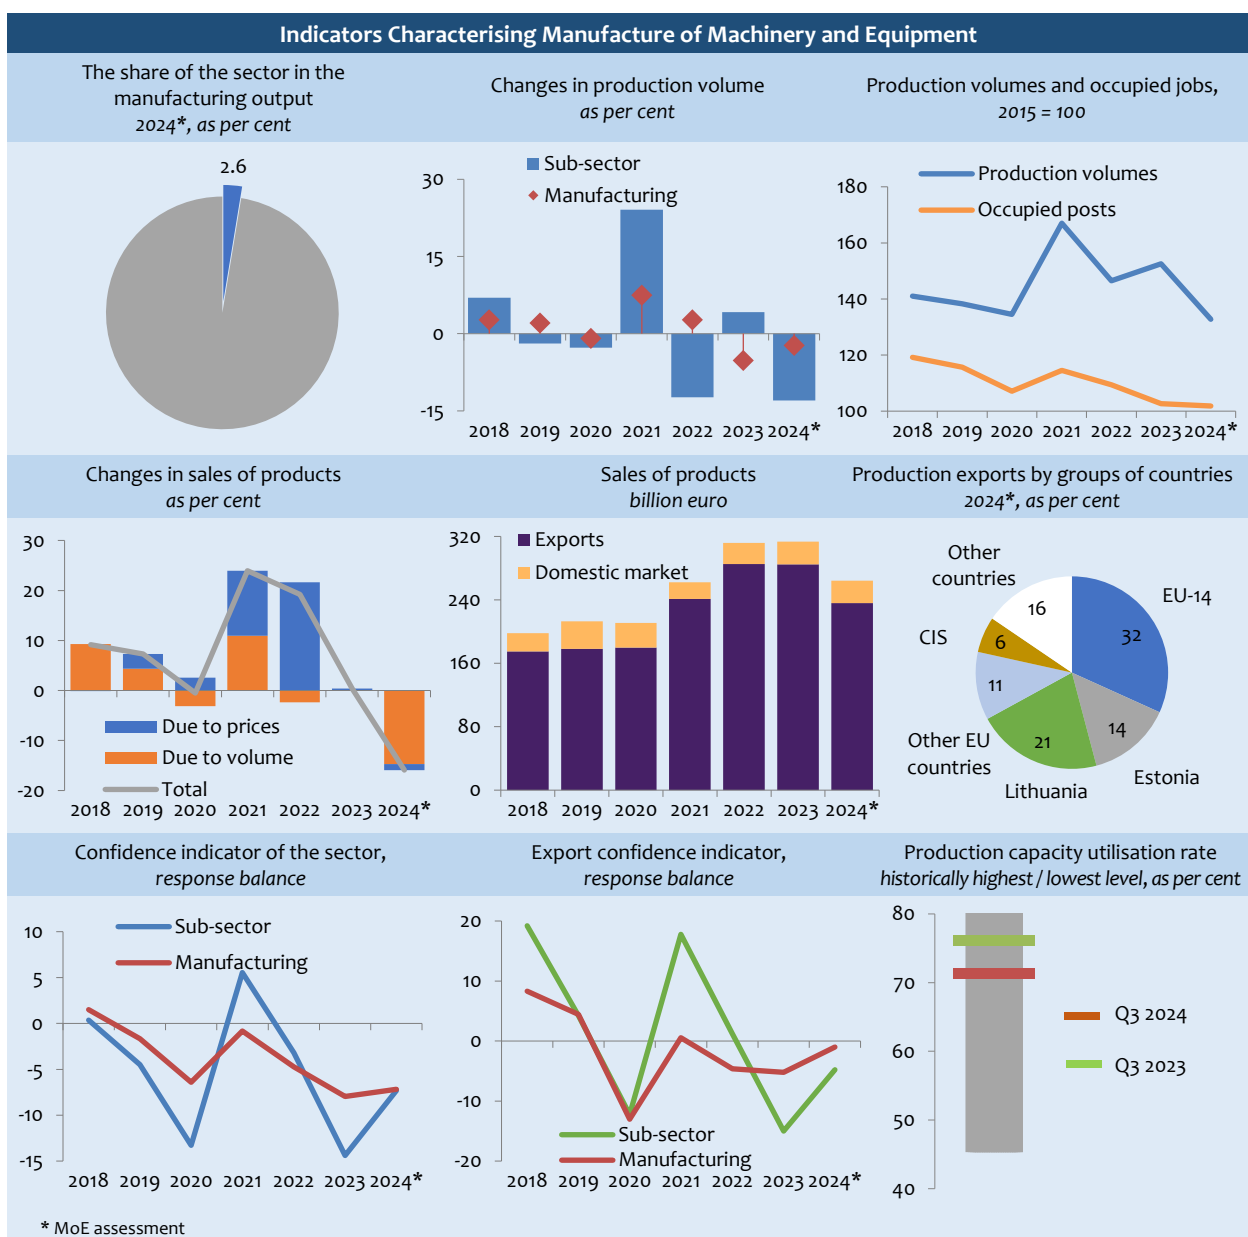 Indicators Characterising Manufacture of Machinery and Equipment
The share of the sector in the
manufacturing output
2024*, as per cent
2.6
Changes in production volume
as per cent
Sub-sector
Manufacturing
30
15
0
-15
2018 2019 2020 2021 2022 2023 2024*
Production volumes and occupied jobs,
2015 = 100
Production volumes
Occupied posts
180
160
140
120
100
2018 2019 2020 2021 2022 2023 2024*
Changes in sales of products
as per cent
30
20
10
0
-10
-20
Due to prices
Due to volume
Total
2018 2019 2020 2021 2022 2023 2024*
Sales of products
billion euro
Exports
Domestic market
320
240
160
80
0
2018 2019 2020 2021 2022 2023 2024*
Production exports by groups of countries
2024*, as per cent
Other
countries
16
EU-14
32
CIS
6
11
Other EU
countries
21
Lithuania
14
Estonia
Confidence indicator of the sector,
response balance
Sub-sector
Manufacturing
10
5
0
-5
-10
-15
2018 2019 2020 2021 2022 2023 2024*
Export confidence indicator,
response balance
20
10
0
-10
-20
Sub-sector
Manufacturing
2018 2019 2020 2021 2022 2023 2024*
Production capacity utilisation rate
historically highest / lowest level, as per cent
80
70
60
50
40
Q3 2024
Q3 2023
* MoE assessment